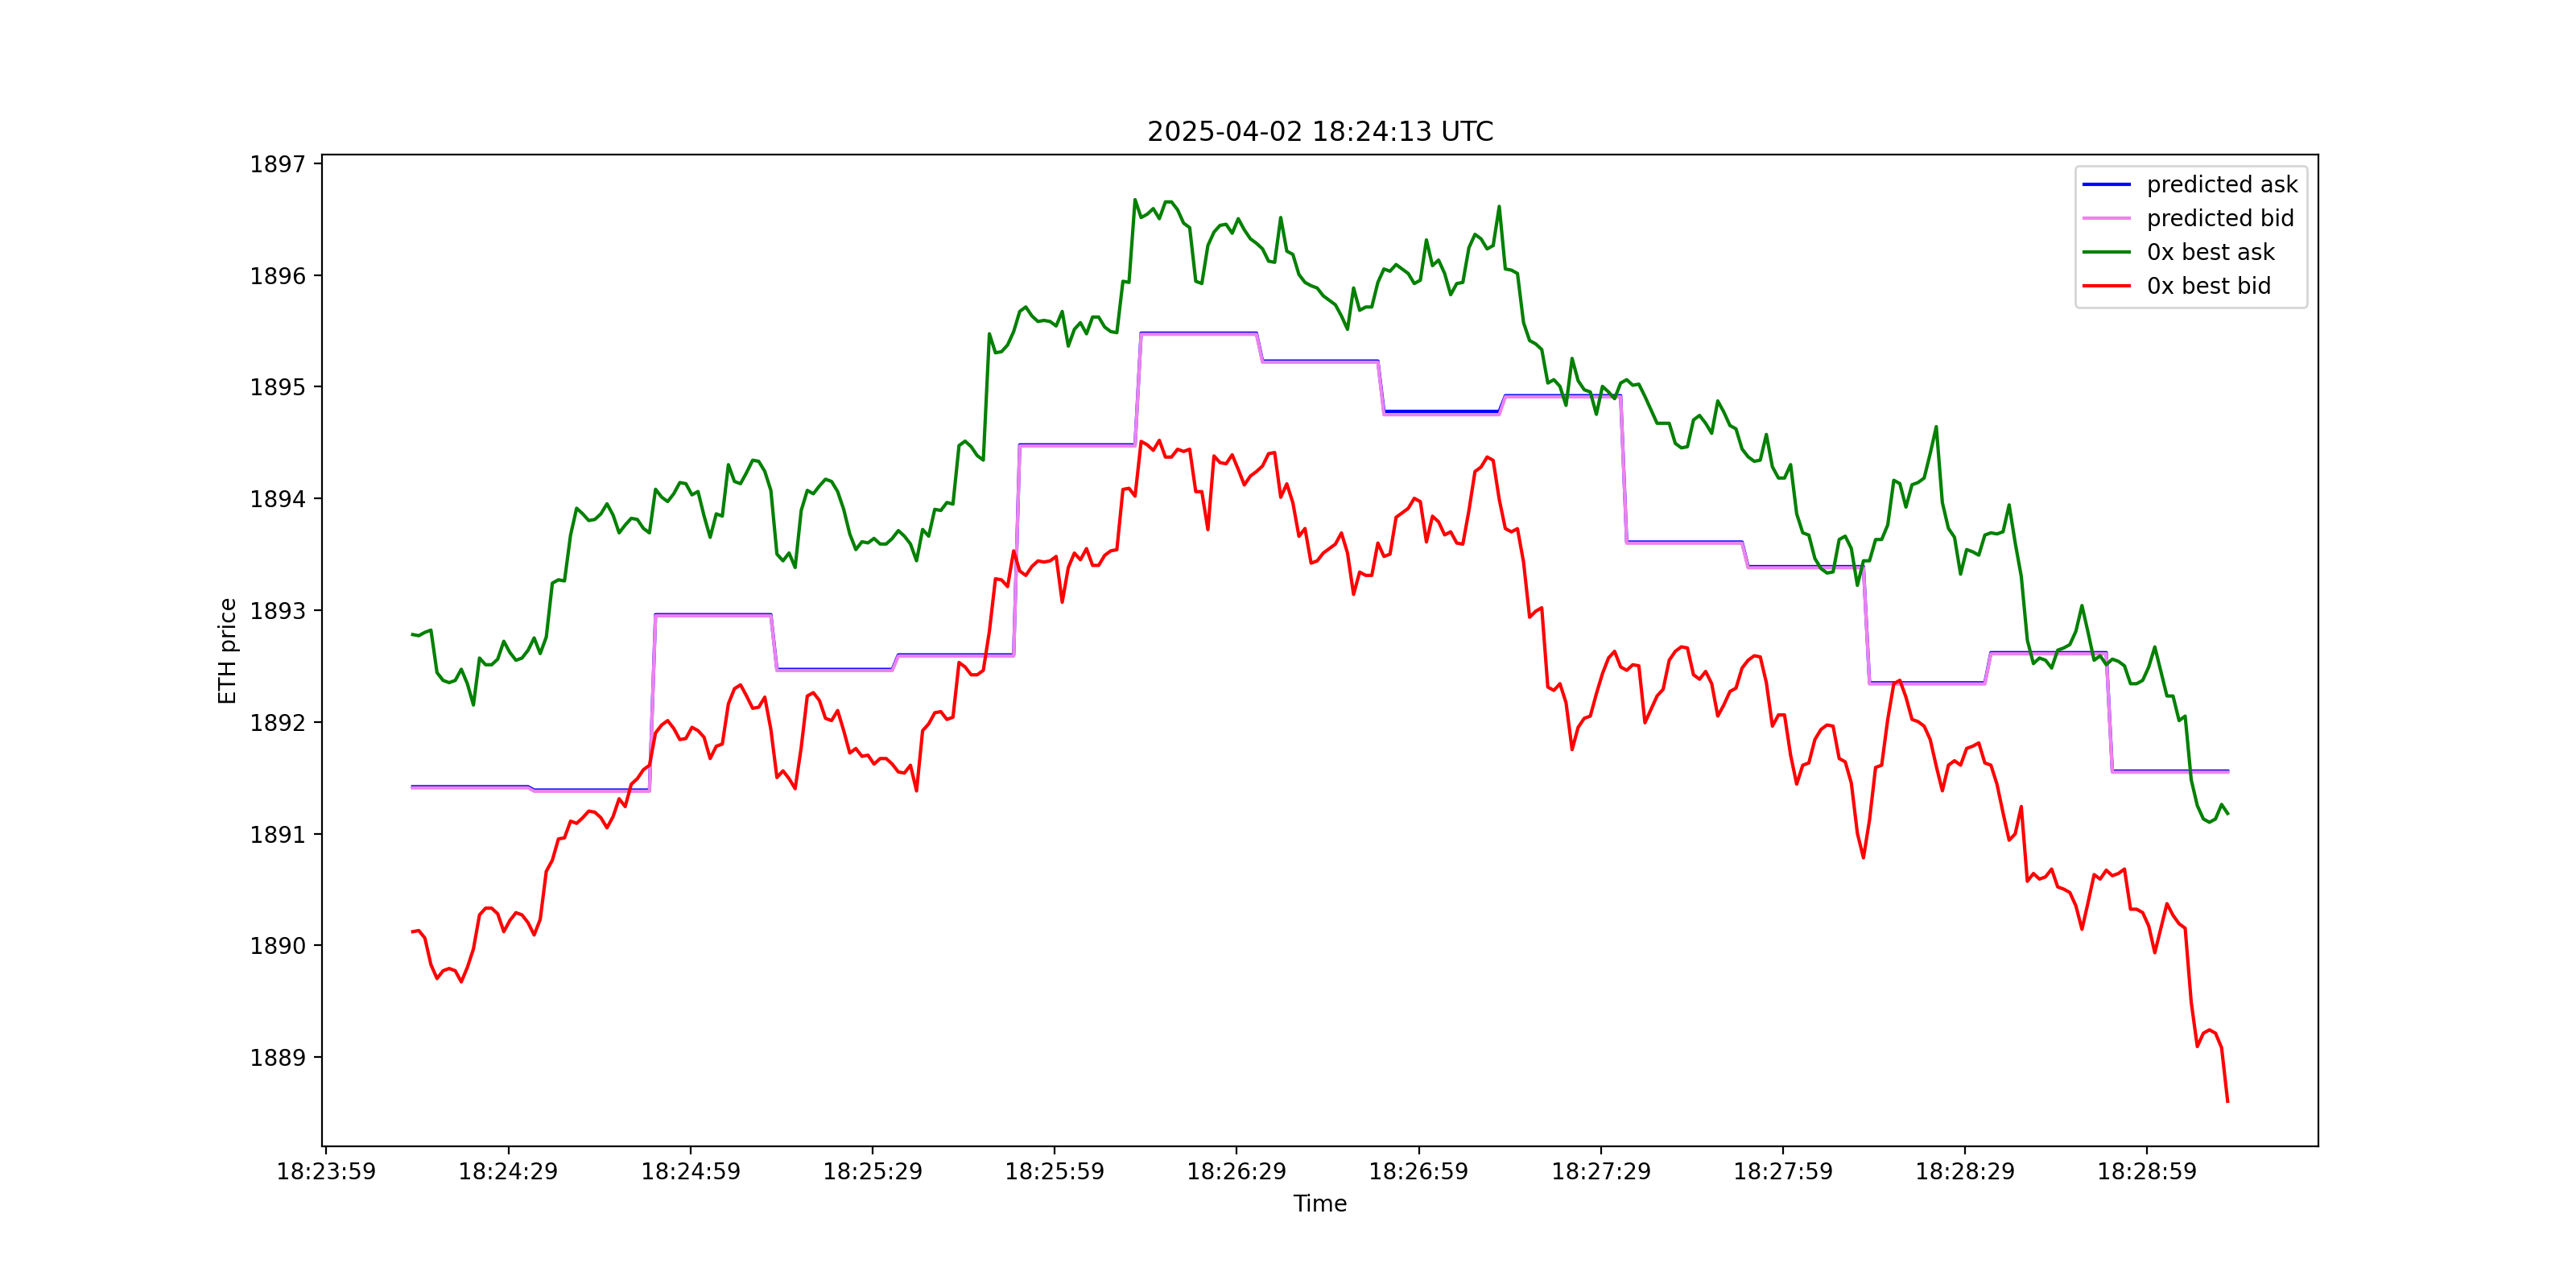 2025-04-02 18:24:13 UTC
predicted ask
predicted bid
0x best ask
0x best bid
ETH price
1897
1896
1895
1894
1893
1892
1891
1890
1889
18:23:59 18:24:29 18:24:59 18:25:29 18:25:59 18:26:29 18:26:59 18:27:29 18:27:59 18:28:29 18:28:59
Time